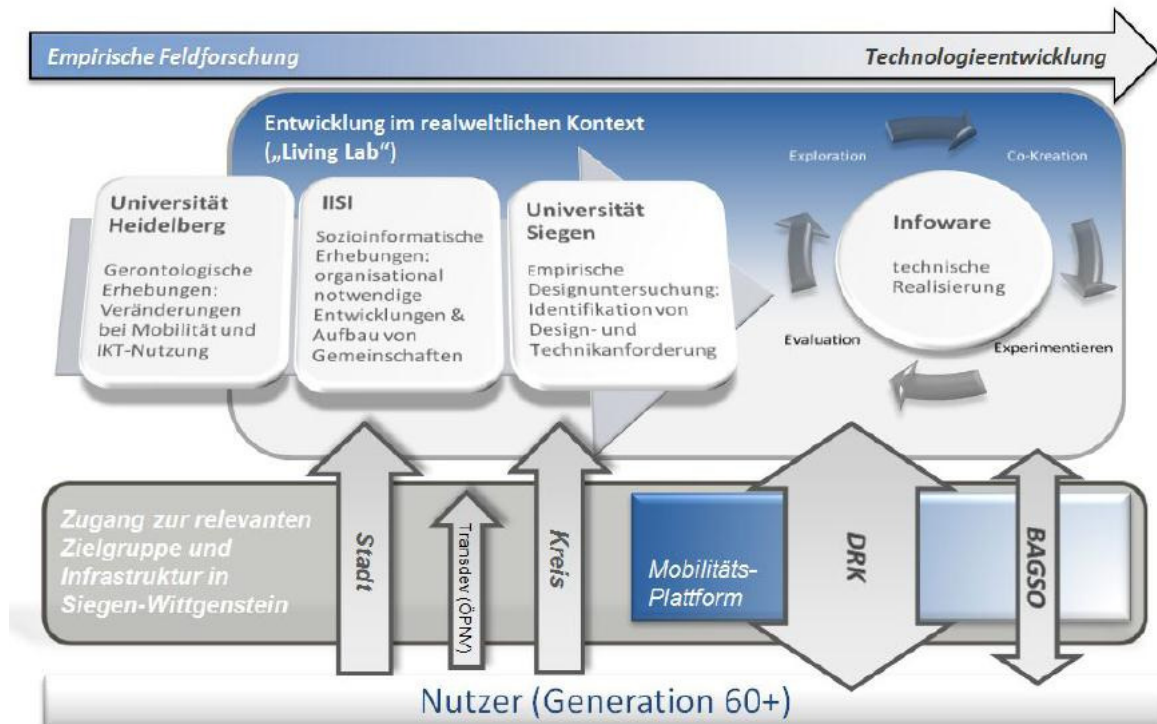 Empirische Feldforschung
Technologieentwicklung
Entwicklung im realweltlichen Kontext
(„Living Lab“)
Universität
Heidelberg
Gerontologische
Erhebungen:
Veränderungen
bei Mobilität und
IKT-Nutzung
IISI
Sozioinformatische
Erhebungen:
organisational
notwendige
Entwicklungen &
Aufbau von
Gemeinschaften
Universität
Siegen
Empirische
Designuntersuchung:
Identifikation von
Design- und
Technikanforderung
Exploration
Co-Kreation
Infoware
technische
Realisierung
Evaluation
Experimentieren
Zugang zur relevanten
Zielgruppe und
Infrastruktur in
Siegen-Wittgenstein
Stadt
Transdev (ÖPNV)
Kreis
Mobilitäts-
Plattform
DRK
BAGSO
Nutzer (Generation 60+)